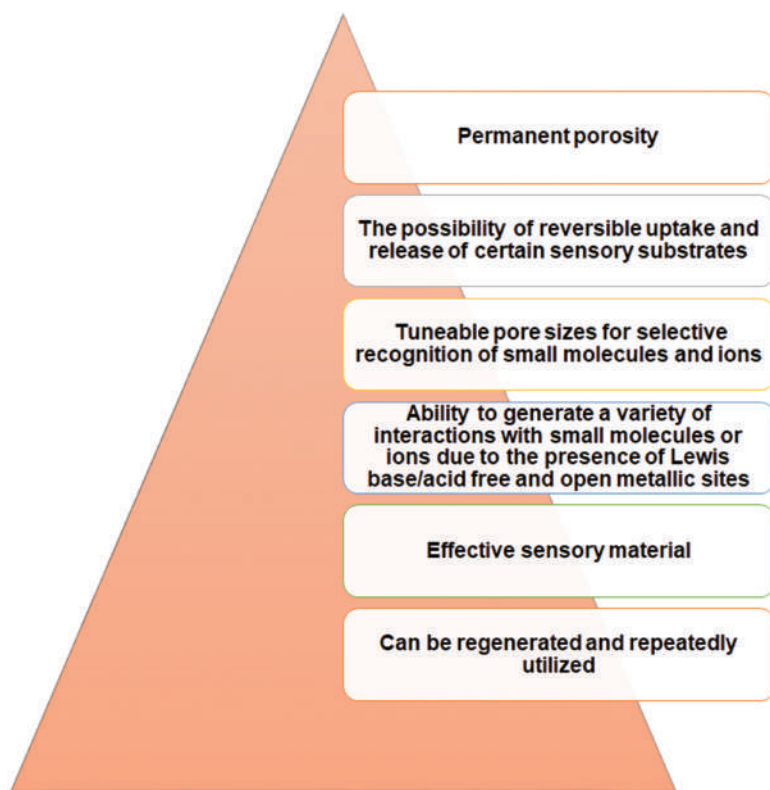 Permanent porosity
The possibility of reversible uptake and
release of certain sensory substrates
Tuneable pore sizes for selective
recognition of small molecules and ions
Ability to generate a variety of
interactions with small molecules or
ions due to the presence of Lewis
base/acid free and open metallic sites
Effective sensory material
Can be regenerated and repeatedly
utilized